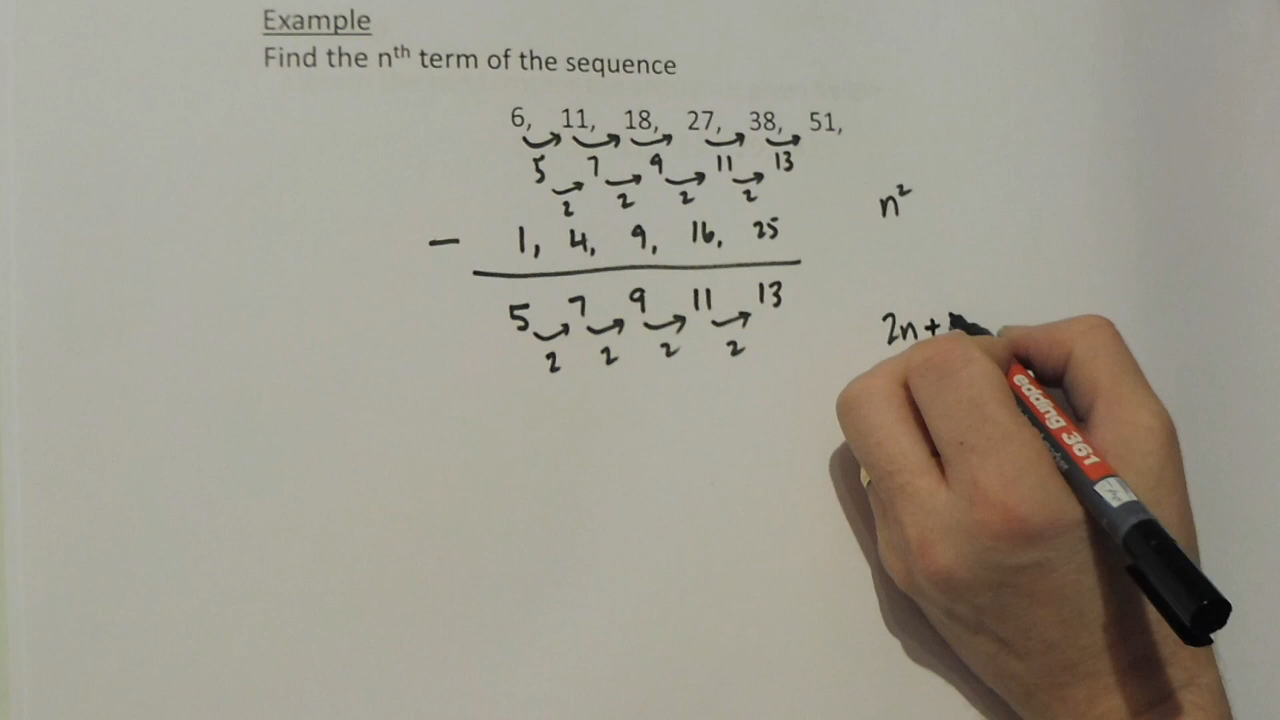 Example
Find the nth term of the sequence
6, 11, 18, 27, 38, 51,
5 7 9 11 13
2 2 2 2
n²
− 1, 4, 9, 16, 25
5 7 9 11 13
2 2 2 2
2n +
edding 361